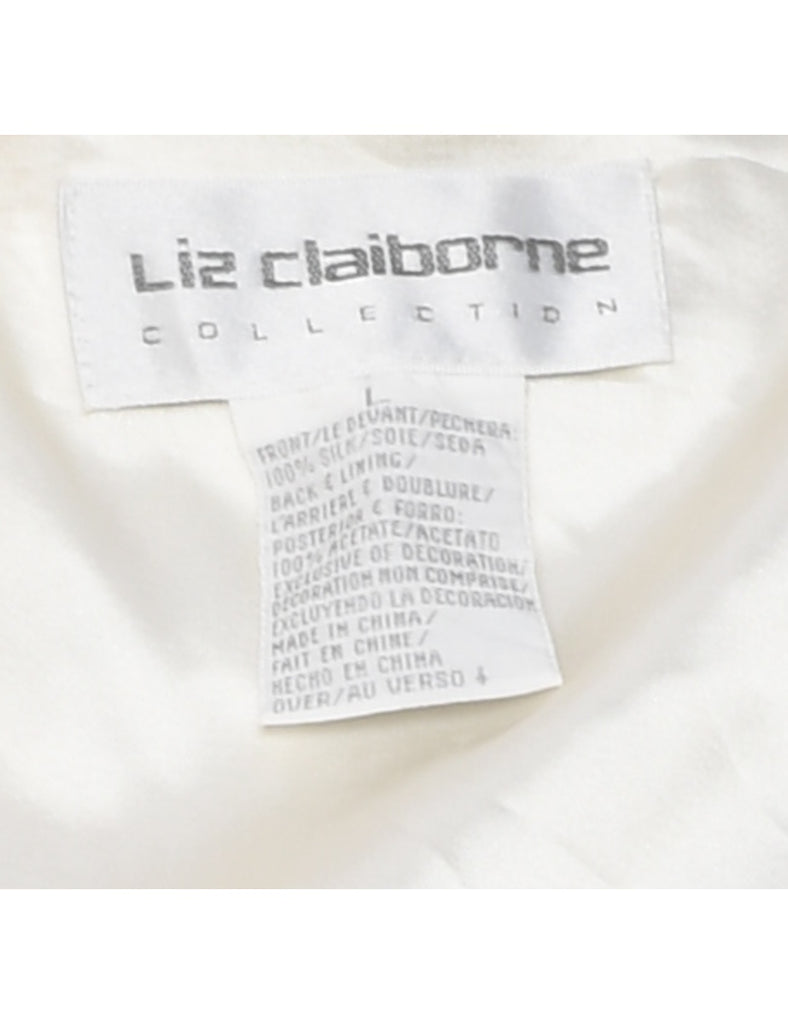 Liz claiborne
COLLECTION
L
FRONT/LE DEVANT/PECHERA:
100% SILK/SOIE/SEDA
BACK & LINING/
L'ARRIERE & DOUBLURE/
POSTERIOR & FORRO:
100% ACETATE/ACETATO
EXCLUSIVE OF DECORATION/
DECORATION NON COMPRISE/
EXCLUYENDO LA DECORACION
MADE IN CHINA/
FAIT EN CHINE/
HECHO EN CHINA
OVER/AU VERSO ↓